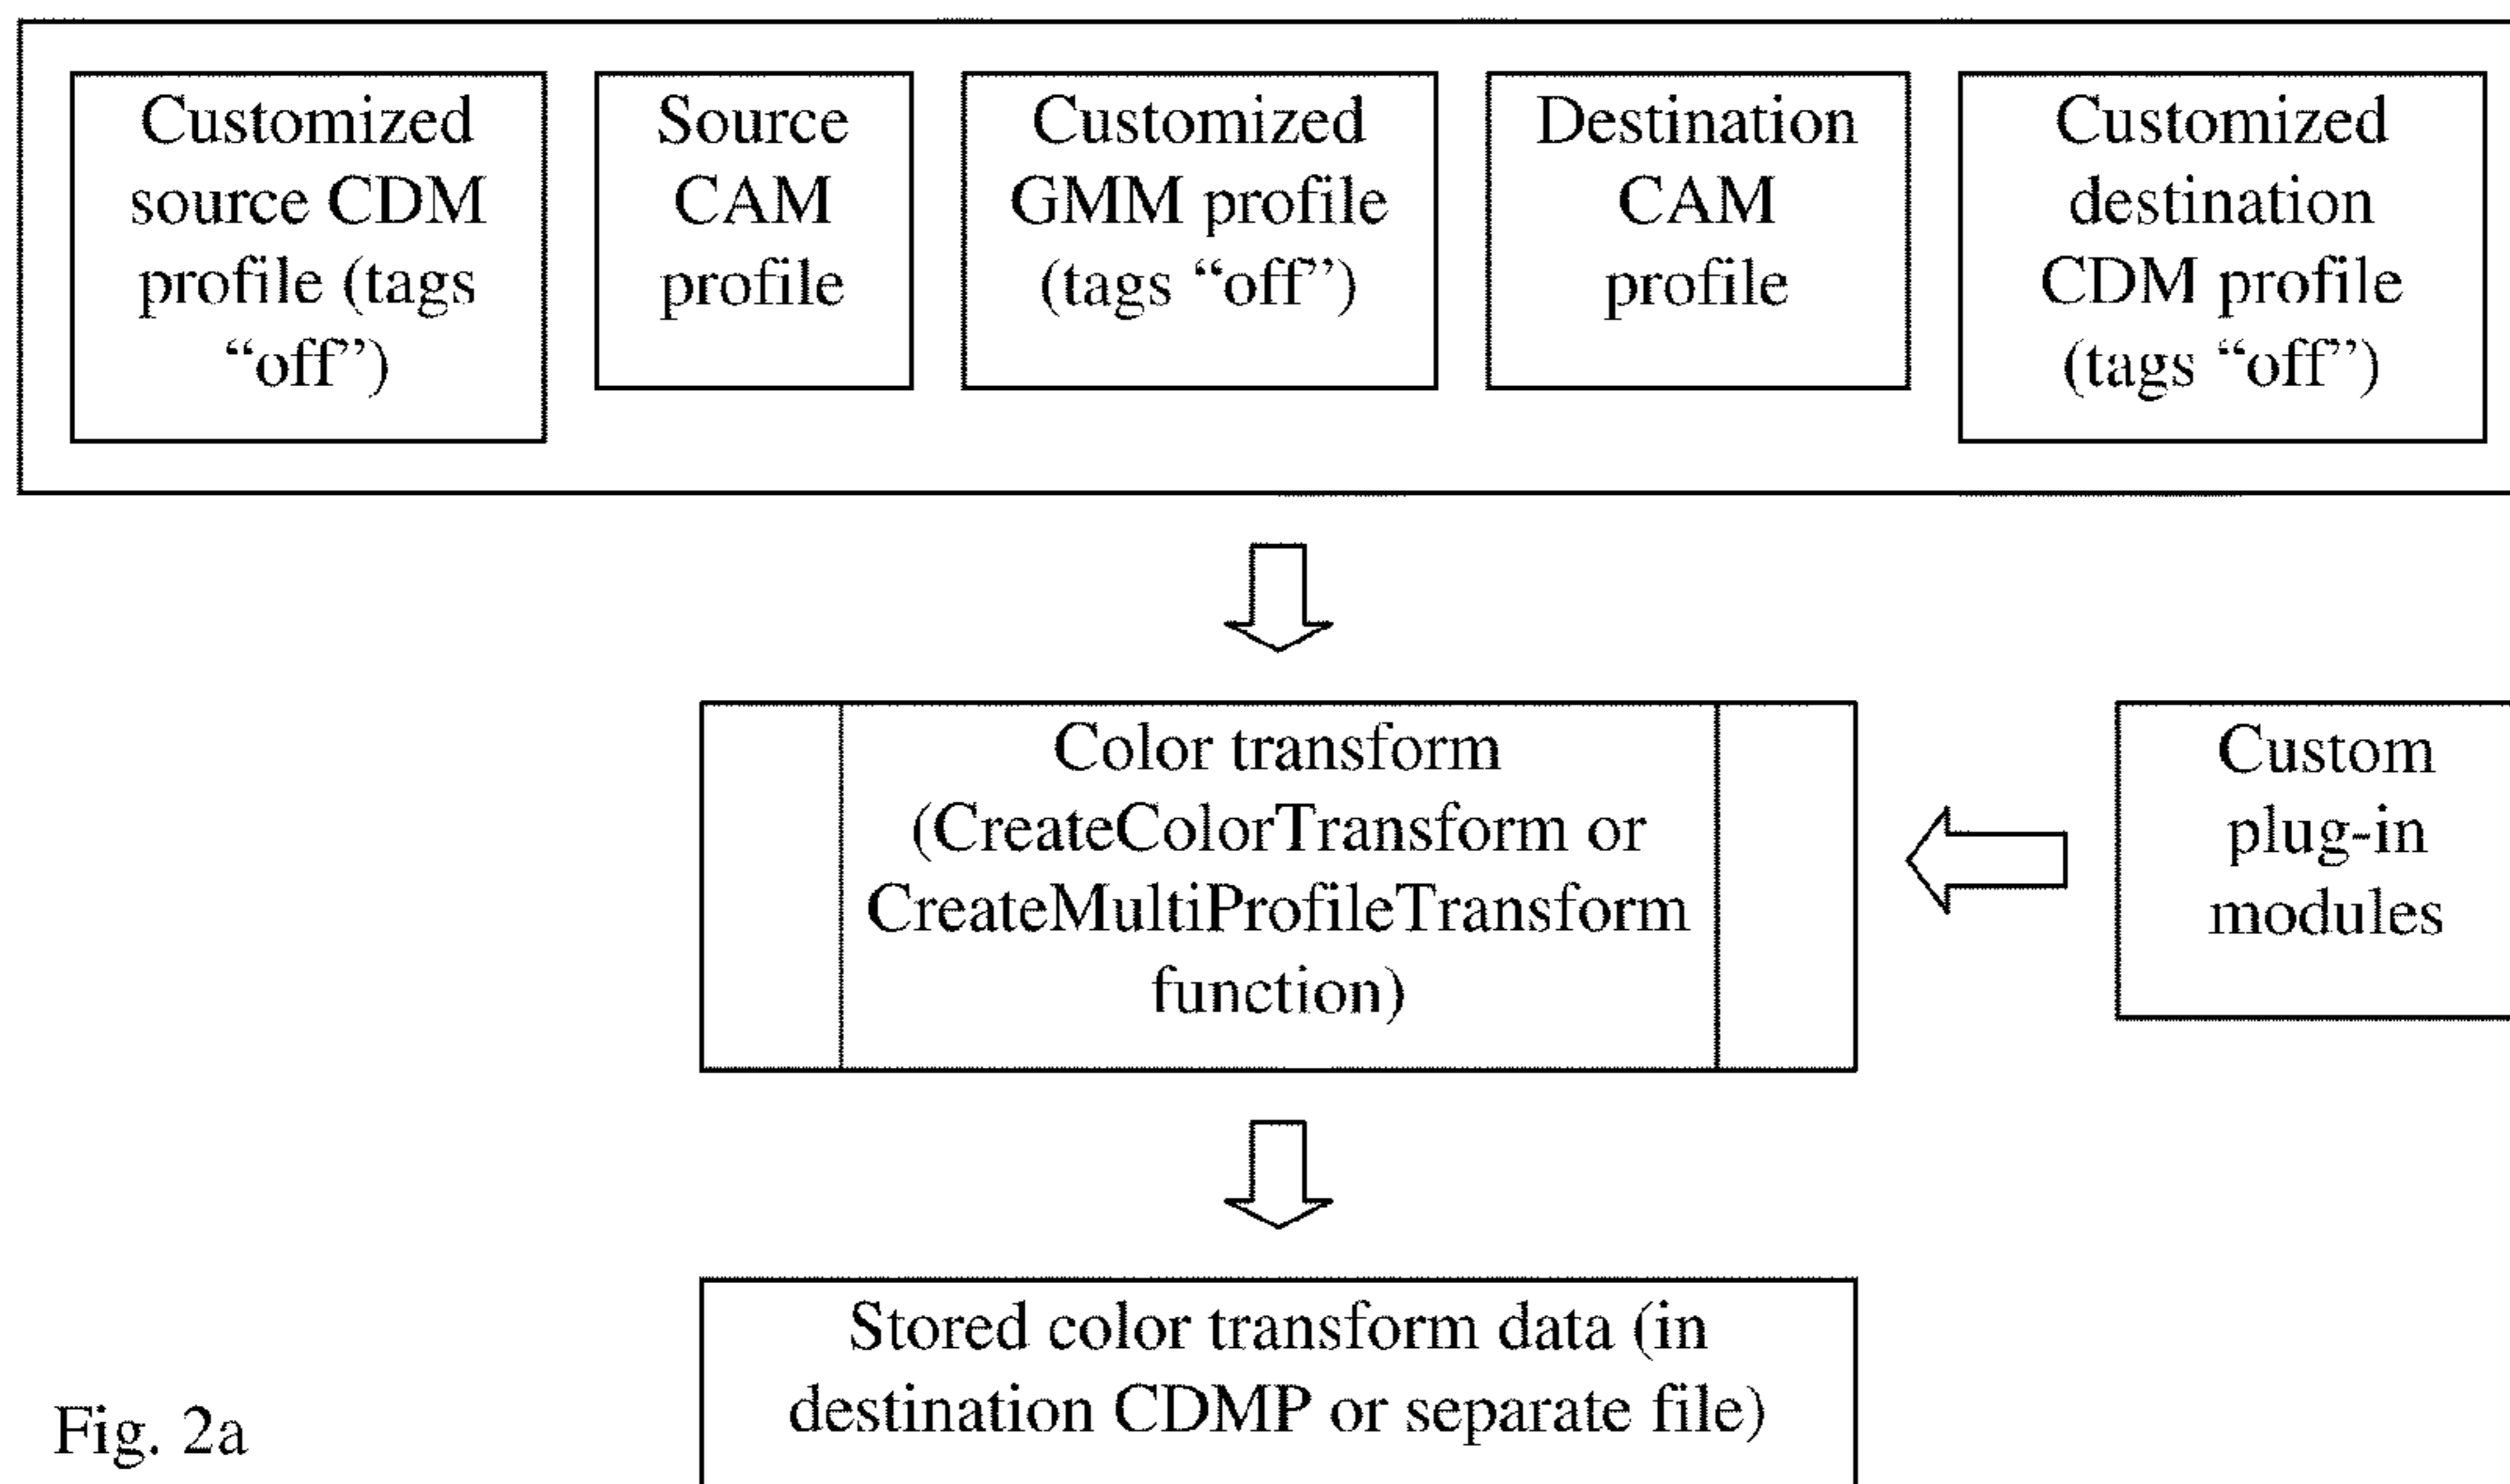 Customized
source CDM
profile (tags
“off”)
Source
CAM
profile
Customized
GMM profile
(tags “off”)
Destination
CAM
profile
Customized
destination
CDM profile
(tags “off”)
Color transform
(CreateColorTransform or
CreateMultiProfileTransform
function)
Custom
plug-in
modules
Stored color transform data (in
destination CDMP or separate file)
Fig. 2a